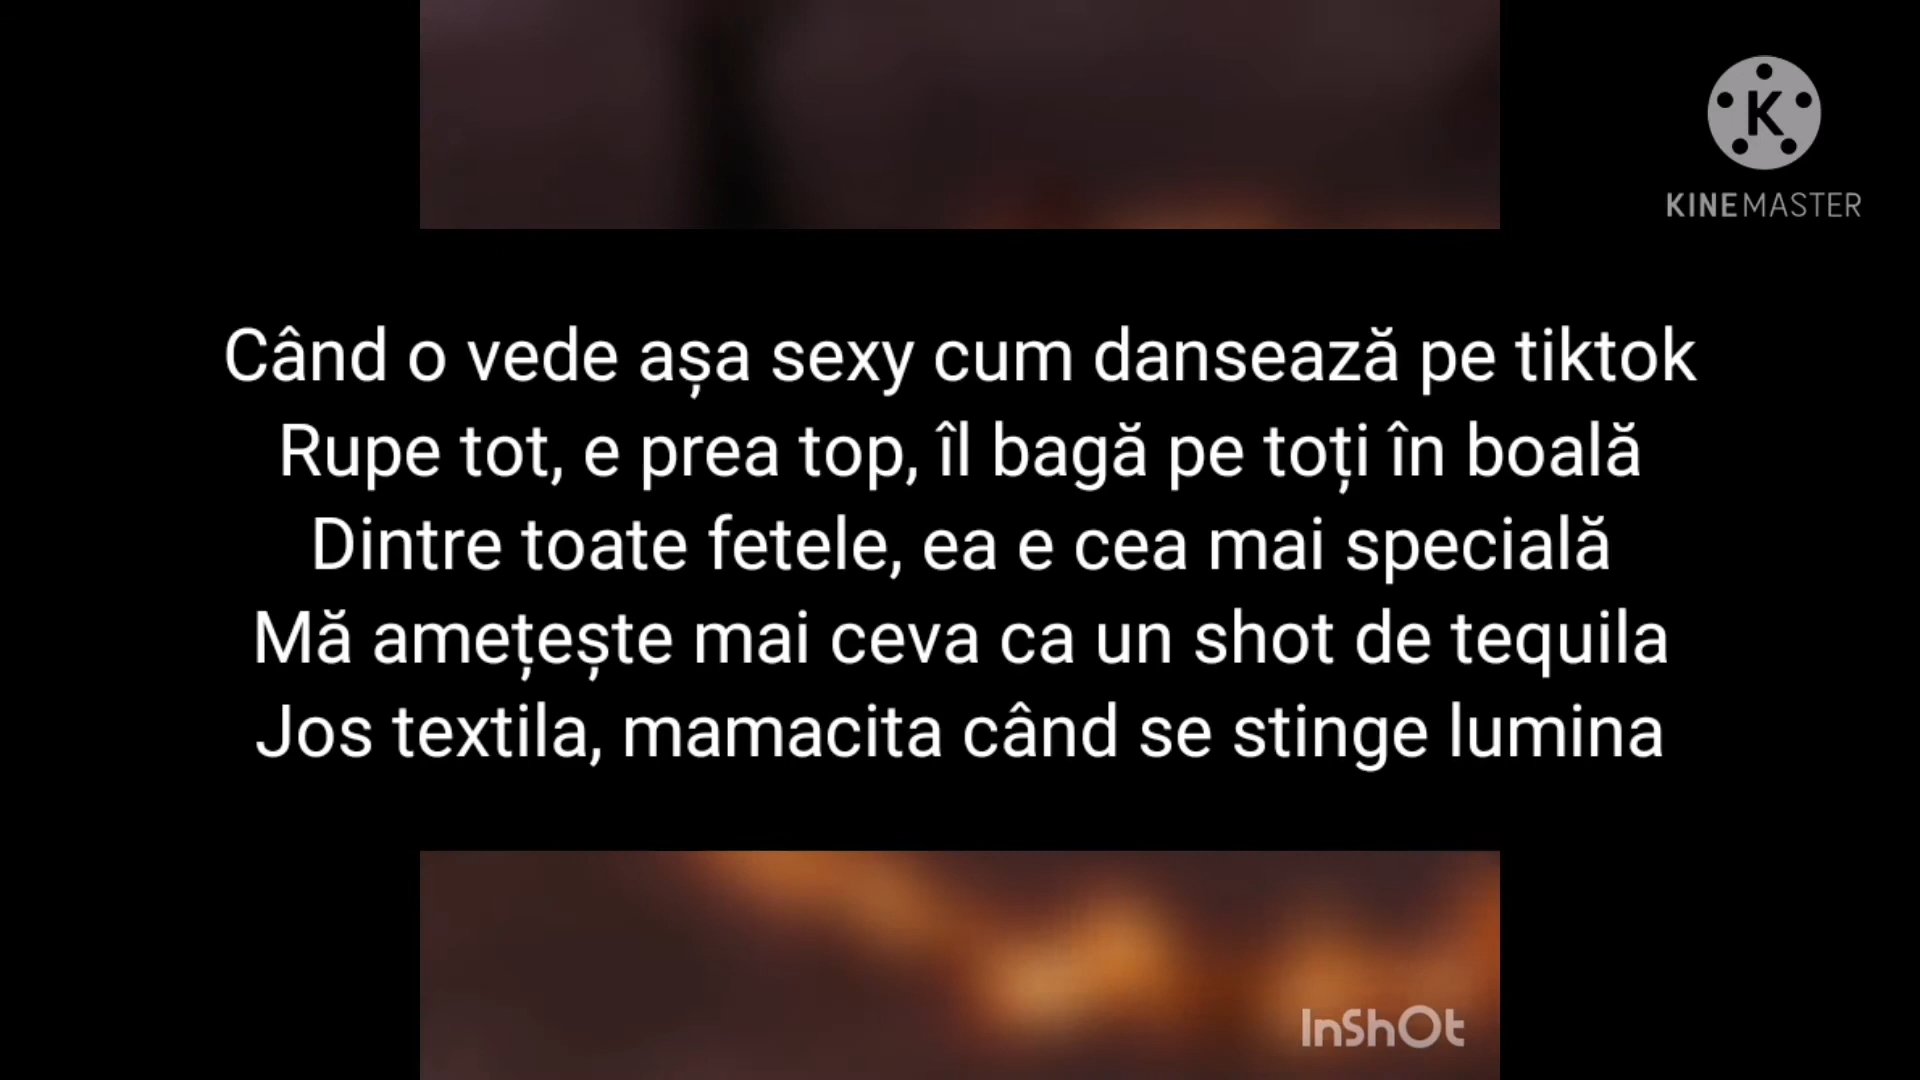 K
KINEMASTER
Când o vede așa sexy cum dansează pe tiktok
Rupe tot, e prea top, îl bagă pe toți în boală
Dintre toate fetele, ea e cea mai specială
Mă amețește mai ceva ca un shot de tequila
Jos textila, mamacita când se stinge lumina
InShOt